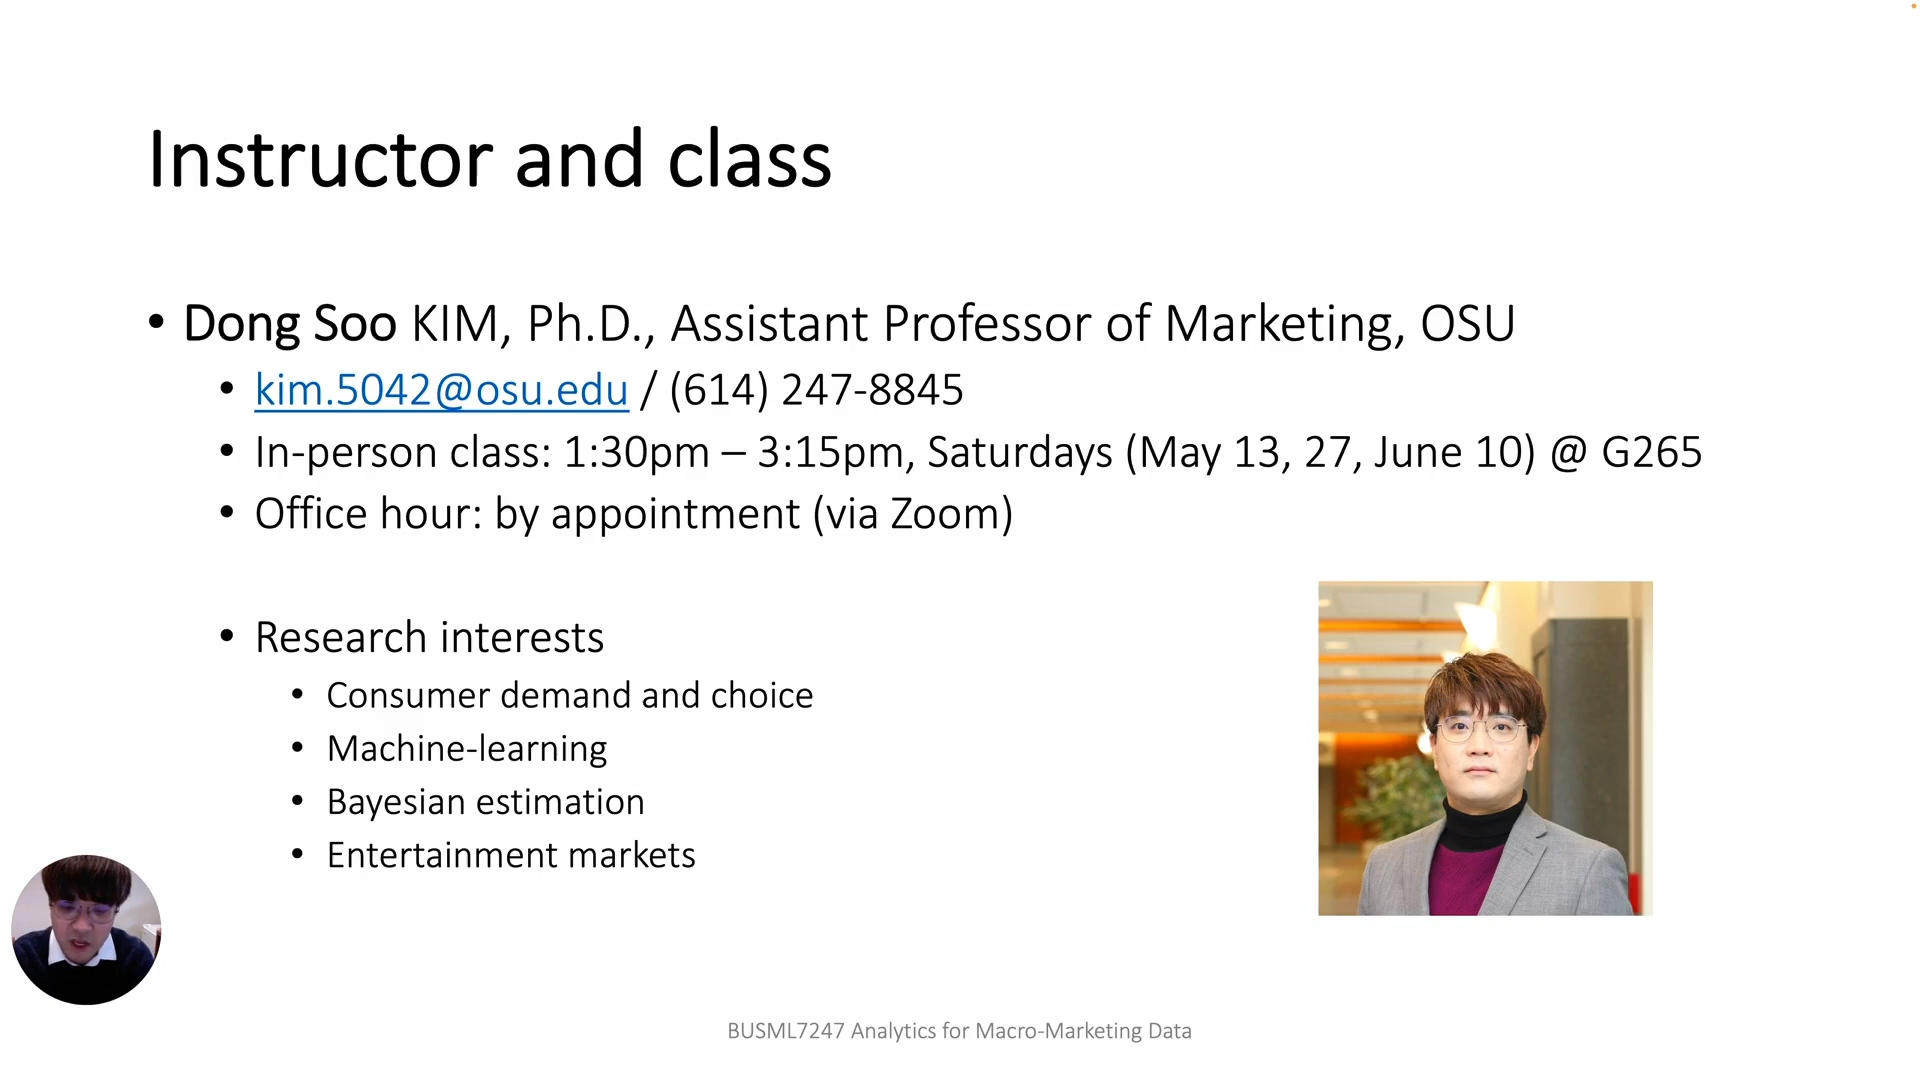 Instructor and class
• Dong Soo KIM, Ph.D., Assistant Professor of Marketing, OSU
• kim.5042@osu.edu / (614) 247-8845
• In-person class: 1:30pm – 3:15pm, Saturdays (May 13, 27, June 10) @ G265
• Office hour: by appointment (via Zoom)
• Research interests
• Consumer demand and choice
• Machine-learning
• Bayesian estimation
• Entertainment markets
BUSML7247 Analytics for Macro-Marketing Data